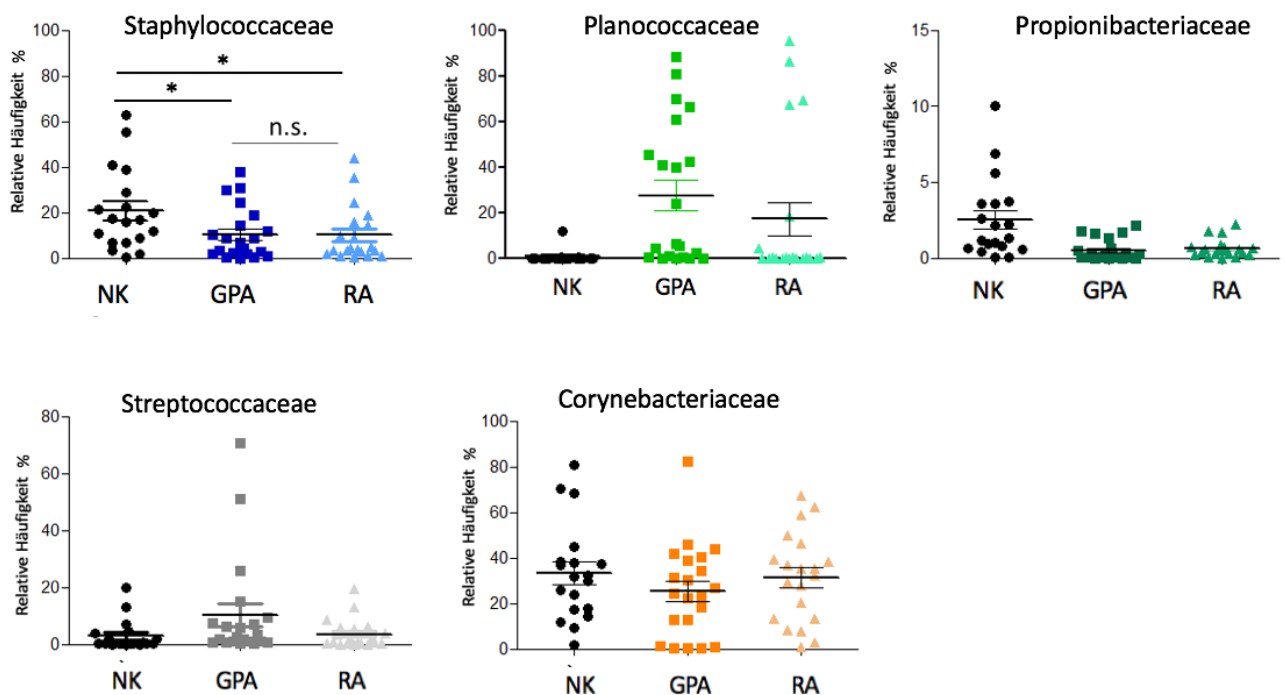 Staphylococcaceae
Relative Häufigkeit %
100
80
60
40
20
0
*
*
n.s.
NK GPA RA
Planococcaceae
Relative Häufigkeit %
100
80
60
40
20
0
NK GPA RA
Propionibacteriaceae
Relative Häufigkeit %
15
10
5
0
NK GPA RA
Streptococcaceae
Relative Häufigkeit %
80
60
40
20
0
NK GPA RA
Corynebacteriaceae
Relative Häufigkeit %
100
80
60
40
20
0
NK GPA RA